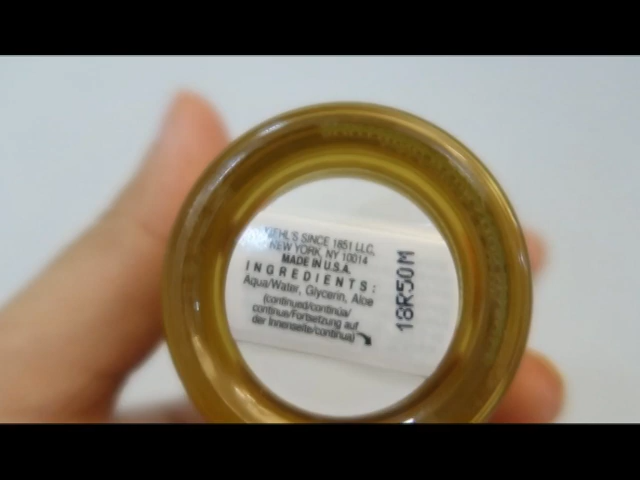 KIEHL'S SINCE 1851 LLC,
NEW YORK, NY 10014
MADE IN U.S.A.
INGREDIENTS:
Aqua/Water, Glycerin, Aloe
(continued/continúa/
continue/Fortsetzung auf
der Innenseite/continua)
18R50M